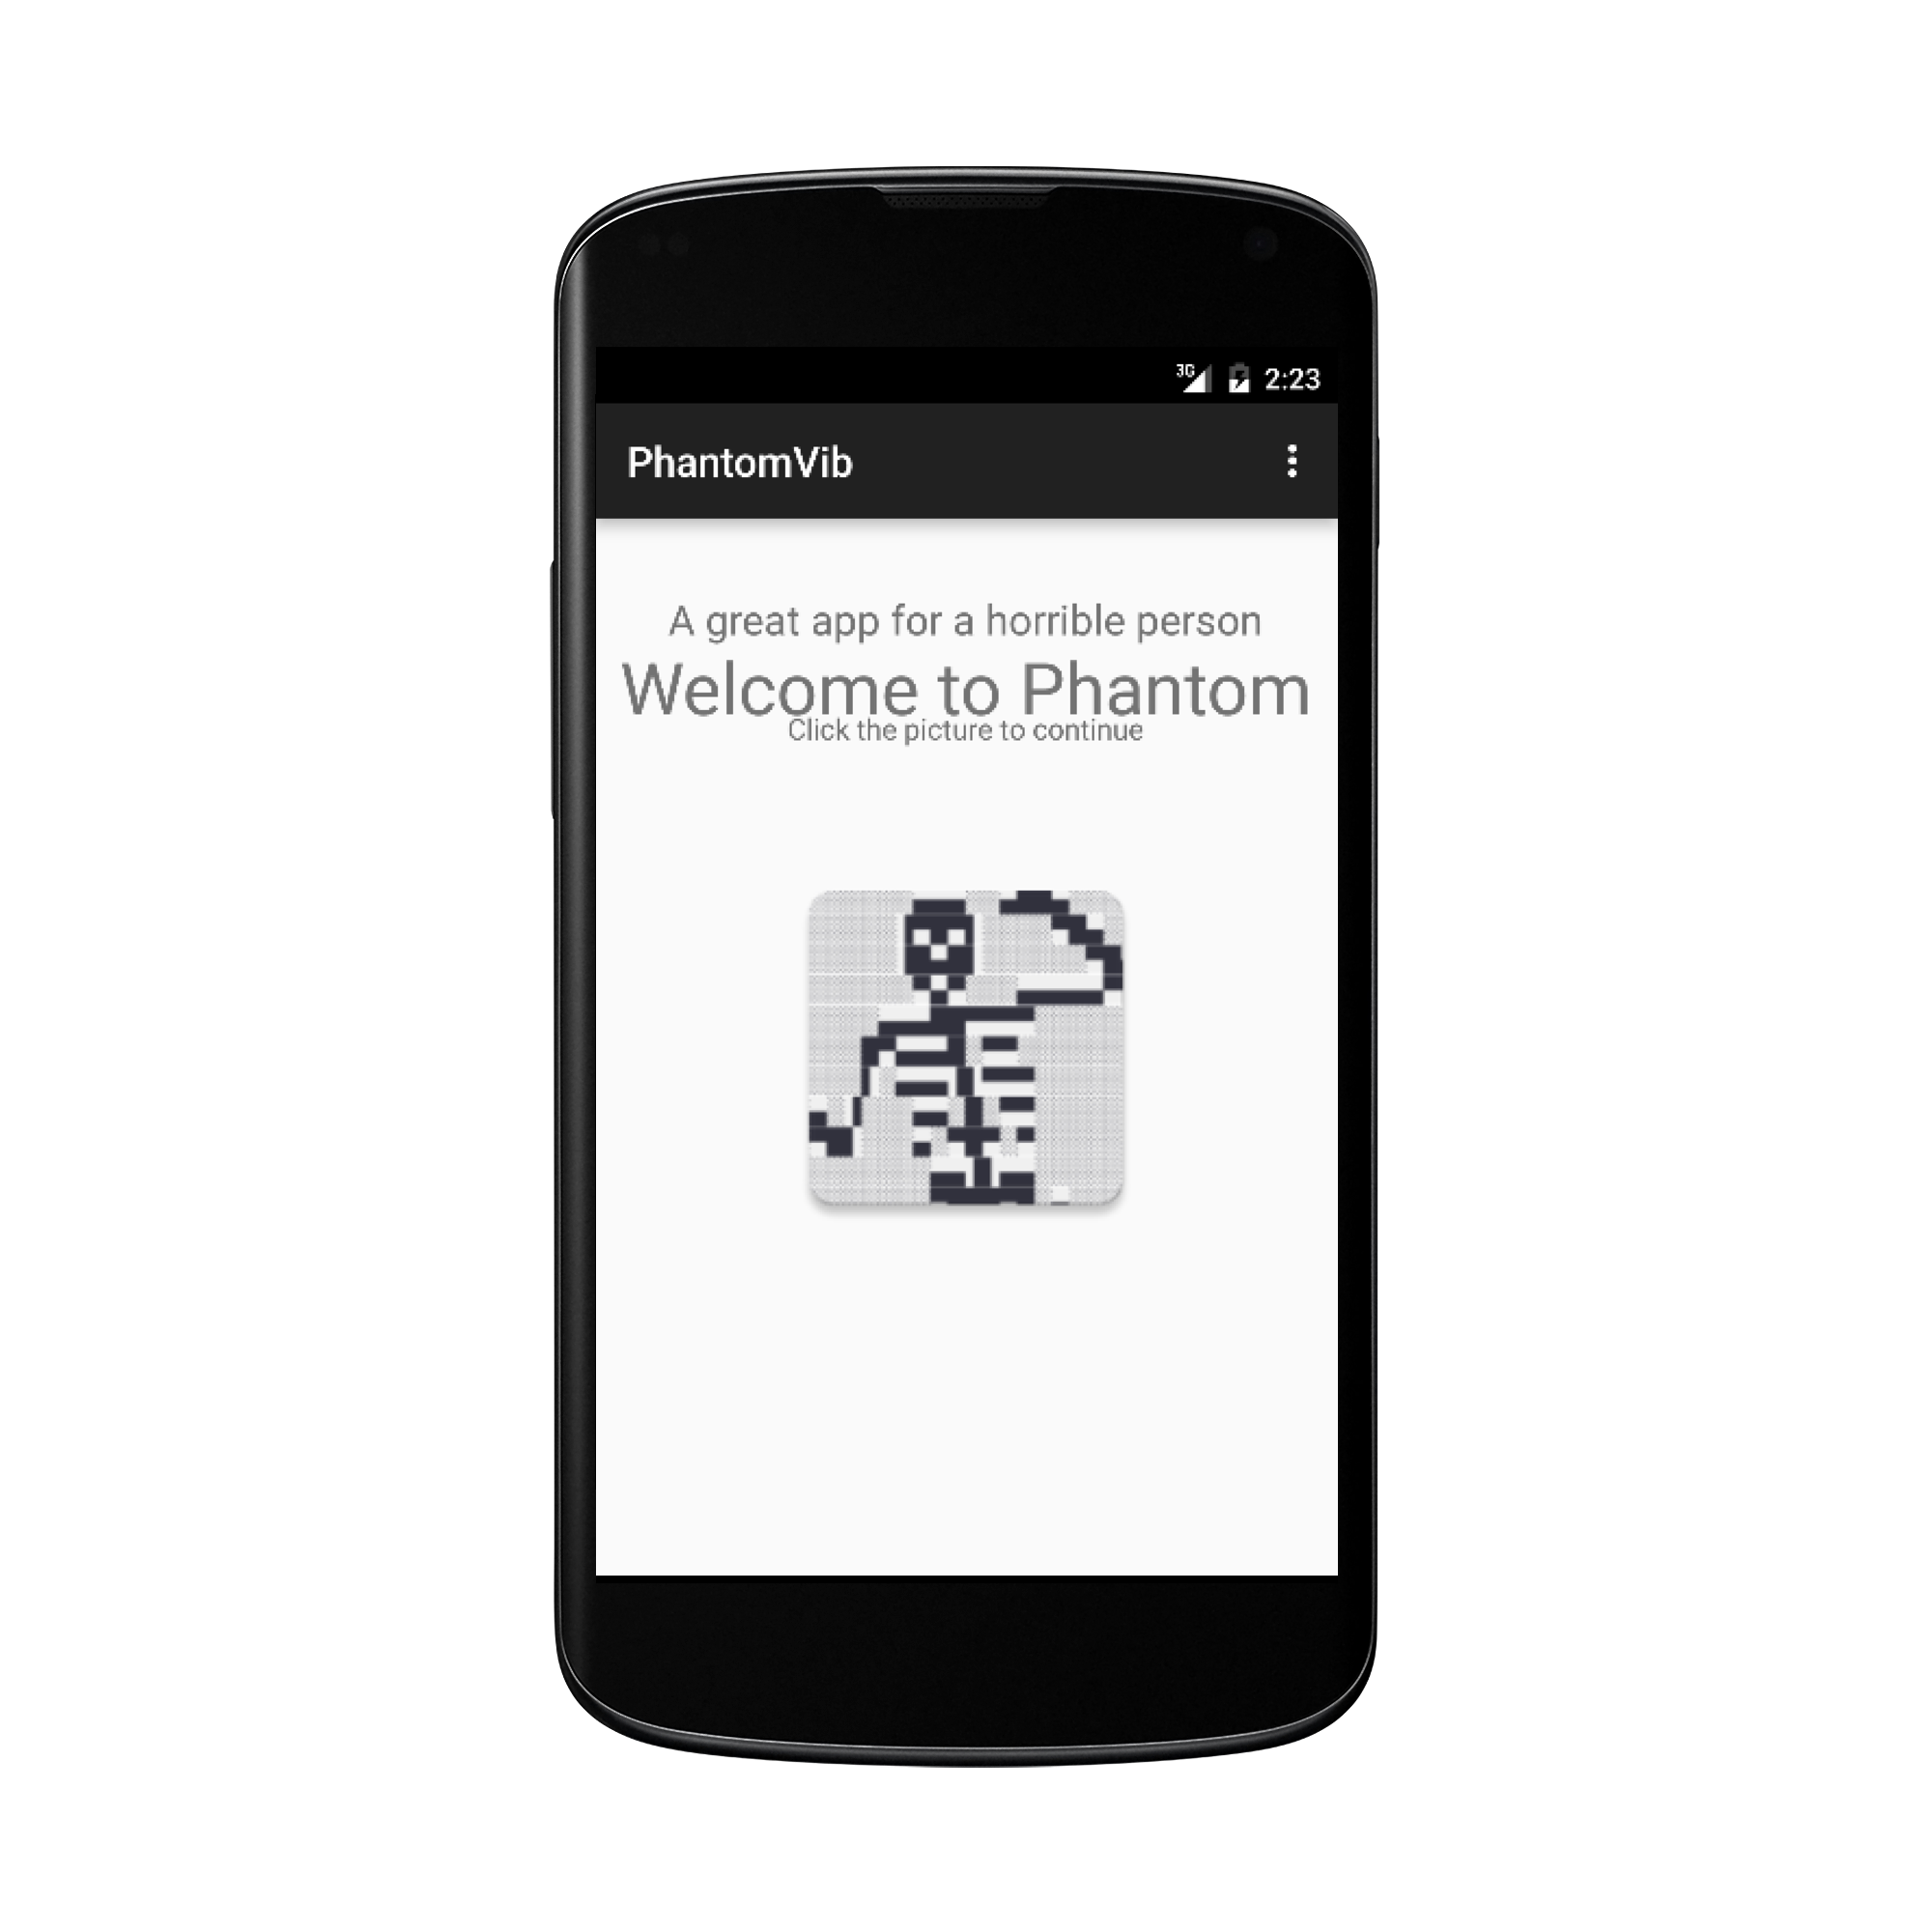 3G 2:23
PhantomVib
A great app for a horrible person
Welcome to Phantom
Click the picture to continue